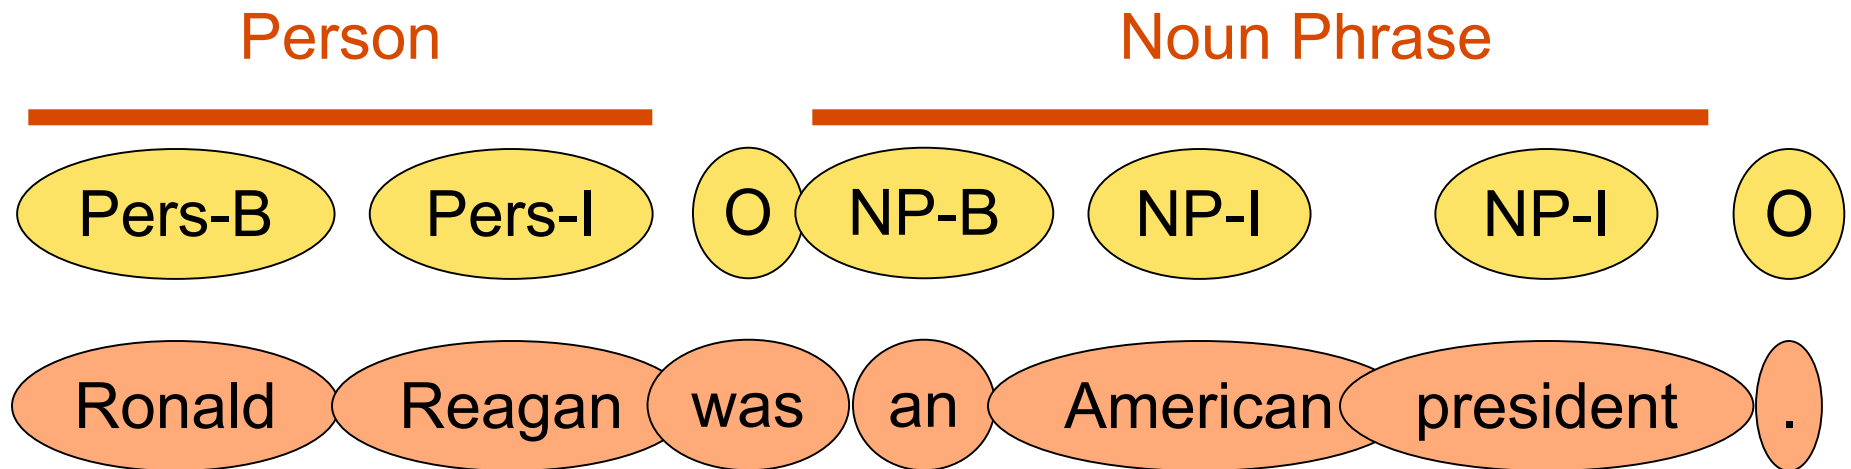 Person Noun Phrase
Pers-B Pers-I O NP-B NP-I NP-I O
Ronald Reagan was an American president .